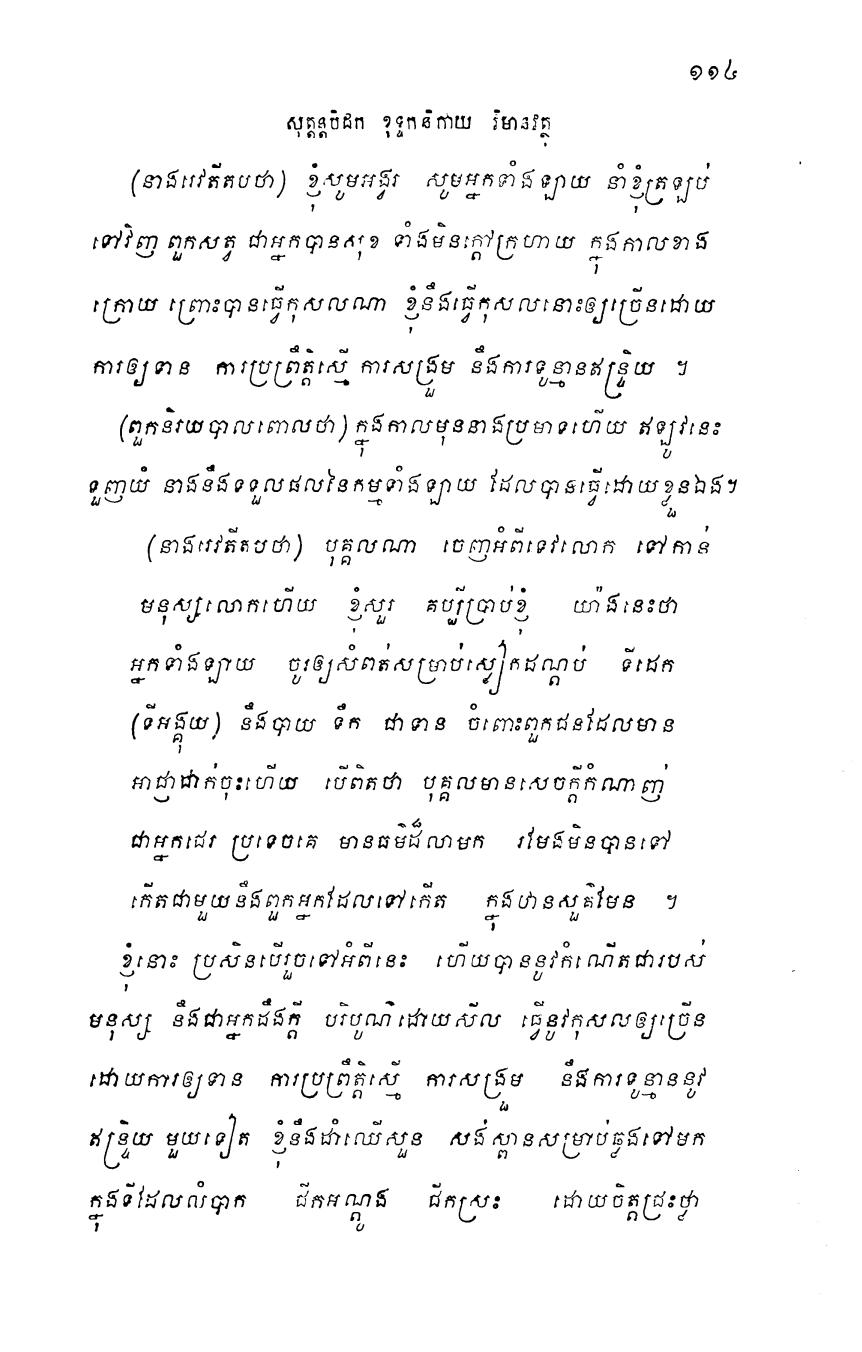 ១១៤
សុត្តន្តបិដក ខុទ្ទកនិកាយ វិមានវត្ថុ
(នាងរេវតីតបថា) ខ្ញុំសូមអង្វរ សូមអ្នកទាំងឡាយ នាំខ្ញុំត្រឡប់
ទៅវិញ ពួកសត្វ ជាអ្នកបានសុខ ទាំងមិនក្តៅក្រហាយ ក្នុងកាលខាង
ក្រោយ ព្រោះបានធ្វើកុសលណា ខ្ញុំនឹងធ្វើកុសលនោះឲ្យច្រើនដោយ
ការឲ្យទាន ការប្រព្រឹត្តិស្មើ ការសង្រួម នឹងការទូន្មានឥន្ទ្រិយ ។
(ពួកនិរយបាលពោលថា) ក្នុងកាលមុននាងប្រមាទហើយ ឥឡូវនេះ
ទួញយំ នាងនឹងទទួលផលនៃកម្មទាំងឡាយ ដែលបានធ្វើដោយខ្លួនឯង។
(នាងរេវតីតបថា) បុគ្គលណា ចេញអំពីទេវលោក ទៅកាន់
មនុស្សលោកហើយ ខ្ញុំសួរ គប្បីប្រាប់ខ្ញុំ យ៉ាងនេះថា
អ្នកទាំងឡាយ ចូរឲ្យសំពត់សម្រាប់ស្លៀកដណ្តប់ ទីដេក
(ទីអង្គុយ) នឹងបាយ ទឹក ជាទាន ចំពោះពួកជនដែលមាន
អាជ្ញាដាក់ចុះហើយ បើពិតថា បុគ្គលមានសេចក្តីកំណាញ់
ជាអ្នកជេរ ប្រទេចគេ មានធម៌ដ៏លាមក រមែងមិនបានទៅ
កើតជាមួយនឹងពួកអ្នកដែលទៅកើត ក្នុងឋានសួគ៌មែន ។
ខ្ញុំនោះ ប្រសិនបើរួចទៅអំពីនេះ ហើយបាននូវកំណើតជារបស់
មនុស្ស នឹងជាអ្នកដឹងក្តី បរិបូណ៌ដោយសីល ធ្វើនូវកុសលឲ្យច្រើន
ដោយការឲ្យទាន ការប្រព្រឹត្តិស្មើ ការសង្រួម នឹងការទូន្មាននូវ
ឥន្ទ្រិយ មួយទៀត ខ្ញុំនឹងដាំឈើសួន សង់ស្ពានសម្រាប់ឆ្លងទៅមក
ក្នុងទីដែលលំបាក ជីកអណ្តូង ជីកស្រះ ដោយចិត្តជ្រះថ្លា